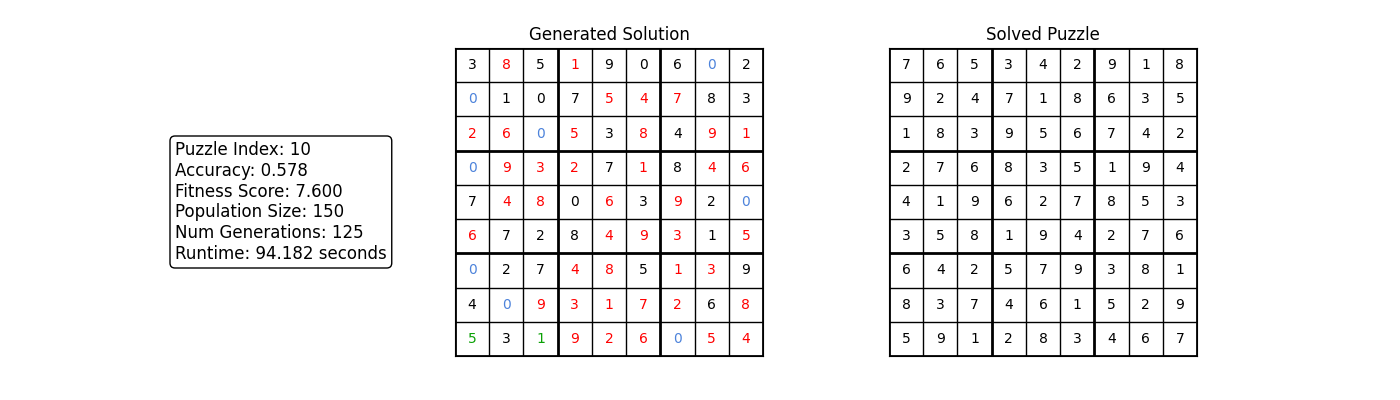 Generated Solution
Solved Puzzle
Puzzle Index: 10
Accuracy: 0.578
Fitness Score: 7.600
Population Size: 150
Num Generations: 125
Runtime: 94.182 seconds
3 8 5 1 9 0 6 0 2
0 1 0 7 5 4 7 8 3
2 6 0 5 3 8 4 9 1
0 9 3 2 7 1 8 4 6
7 4 8 0 6 3 9 2 0
6 7 2 8 4 9 3 1 5
0 2 7 4 8 5 1 3 9
4 0 9 3 1 7 2 6 8
5 3 1 9 2 6 0 5 4
7 6 5 3 4 2 9 1 8
9 2 4 7 1 8 6 3 5
1 8 3 9 5 6 7 4 2
2 7 6 8 3 5 1 9 4
4 1 9 6 2 7 8 5 3
3 5 8 1 9 4 2 7 6
6 4 2 5 7 9 3 8 1
8 3 7 4 6 1 5 2 9
5 9 1 2 8 3 4 6 7